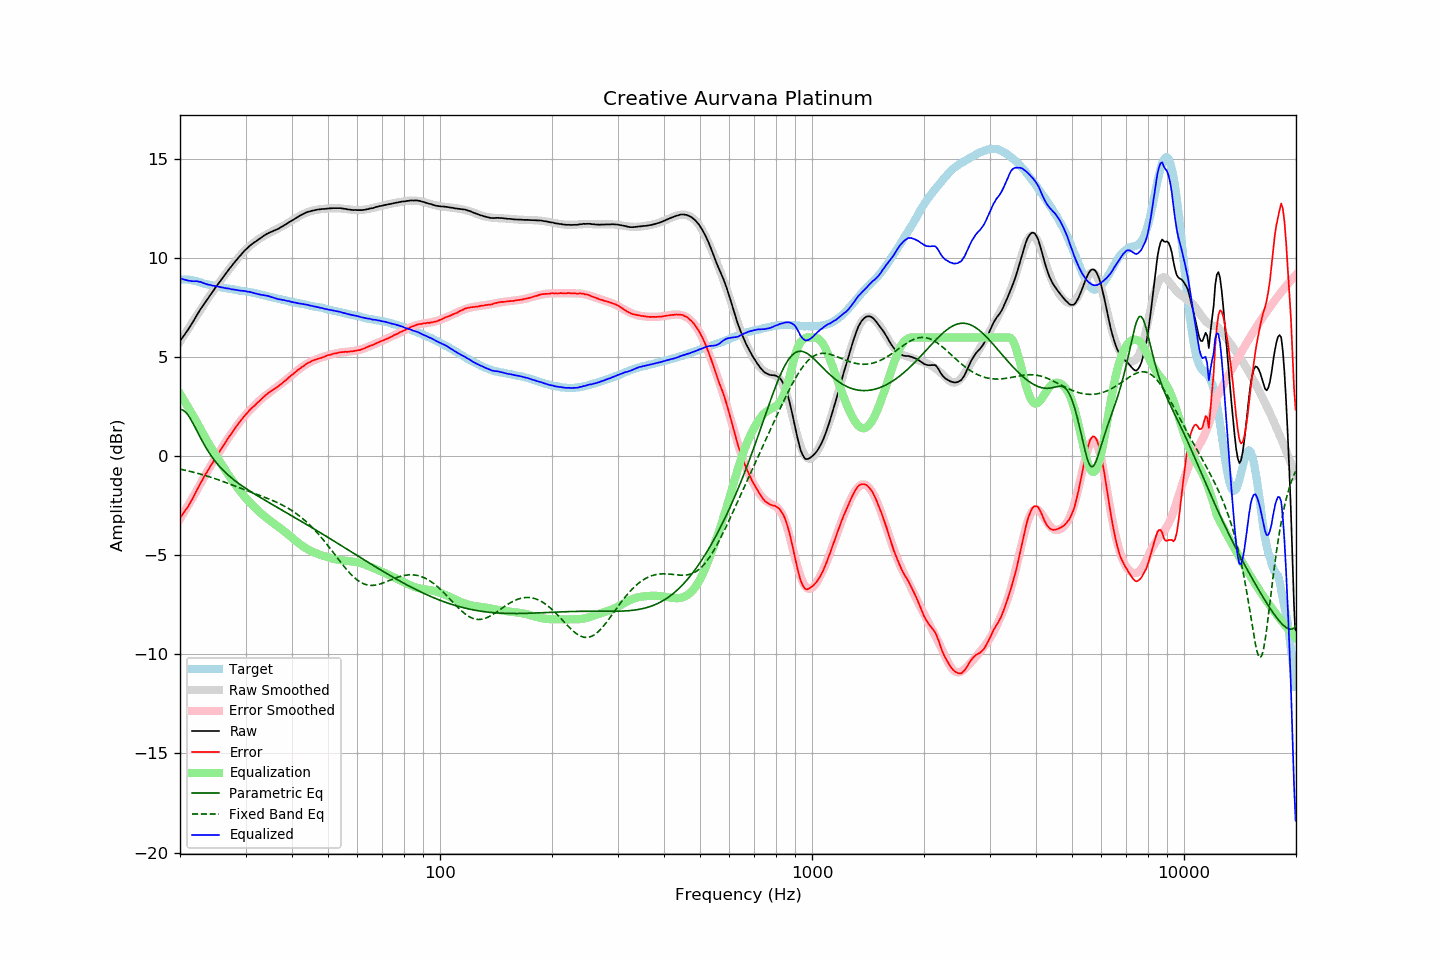 Creative Aurvana Platinum
Amplitude (dBr)
15
10
5
0
−5
−10
−15
−20
Target
Raw Smoothed
Error Smoothed
Raw
Error
Equalization
Parametric Eq
Fixed Band Eq
Equalized
100
1000
10000
Frequency (Hz)